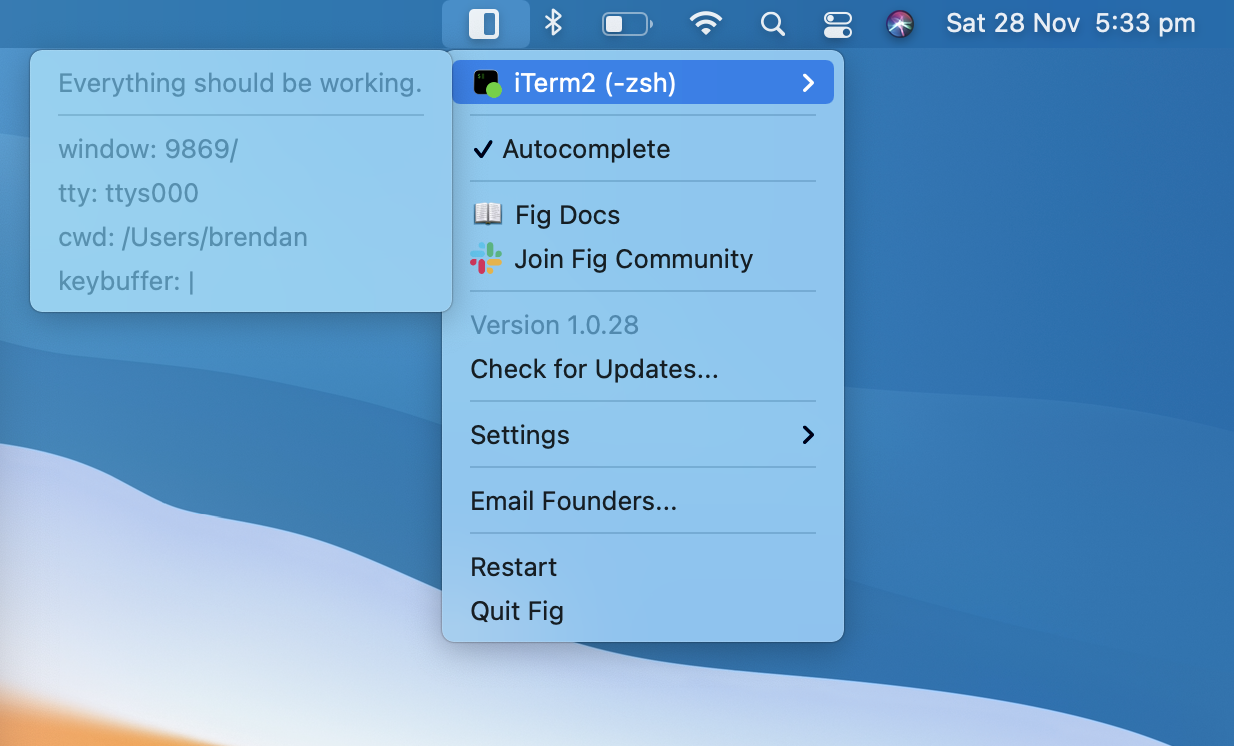 Sat 28 Nov 5:33 pm
Everything should be working.
window: 9869/
tty: ttys000
cwd: /Users/brendan
keybuffer: |
iTerm2 (-zsh)
Autocomplete
Fig Docs
Join Fig Community
Version 1.0.28
Check for Updates...
Settings
Email Founders...
Restart
Quit Fig